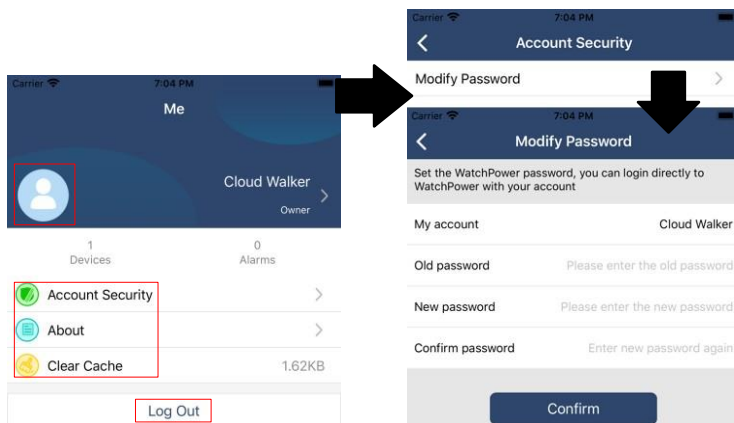 Carrier 7:04 PM
Me
Cloud Walker
Owner
1 0
Devices Alarms
Account Security
About
Clear Cache 1.62KB
Log Out
Carrier 7:04 PM
Account Security
Modify Password
Carrier 7:04 PM
Modify Password
Set the WatchPower password, you can login directly to
WatchPower with your account
My account Cloud Walker
Old password Please enter the old password
New password Please enter the new password
Confirm password Enter new password again
Confirm